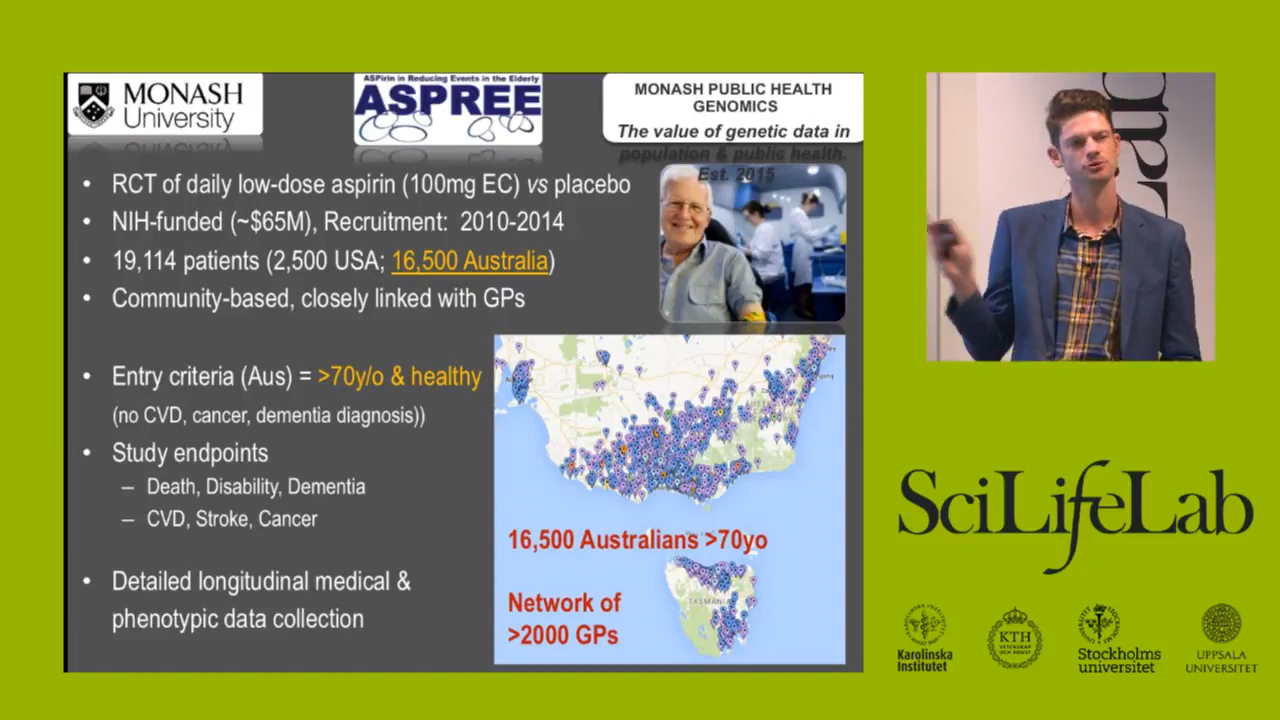 MONASH
University
ASPirin in Reducing Events in the Elderly
ASPREE
MONASH PUBLIC HEALTH
GENOMICS
The value of genetic data in
population & public health.
Est. 2015
• RCT of daily low-dose aspirin (100mg EC) vs placebo
• NIH-funded (~$65M), Recruitment: 2010-2014
• 19,114 patients (2,500 USA; 16,500 Australia)
• Community-based, closely linked with GPs
• Entry criteria (Aus) = >70y/o & healthy
(no CVD, cancer, dementia diagnosis))
• Study endpoints
– Death, Disability, Dementia
– CVD, Stroke, Cancer
• Detailed longitudinal medical &
phenotypic data collection
16,500 Australians >70yo
TASMANIA
Network of
>2000 GPs
SciLifeLab
Karolinska
Institutet
KTH
VETENSKAP
OCH KONST
Stockholms
universitet
UPPSALA
UNIVERSITET